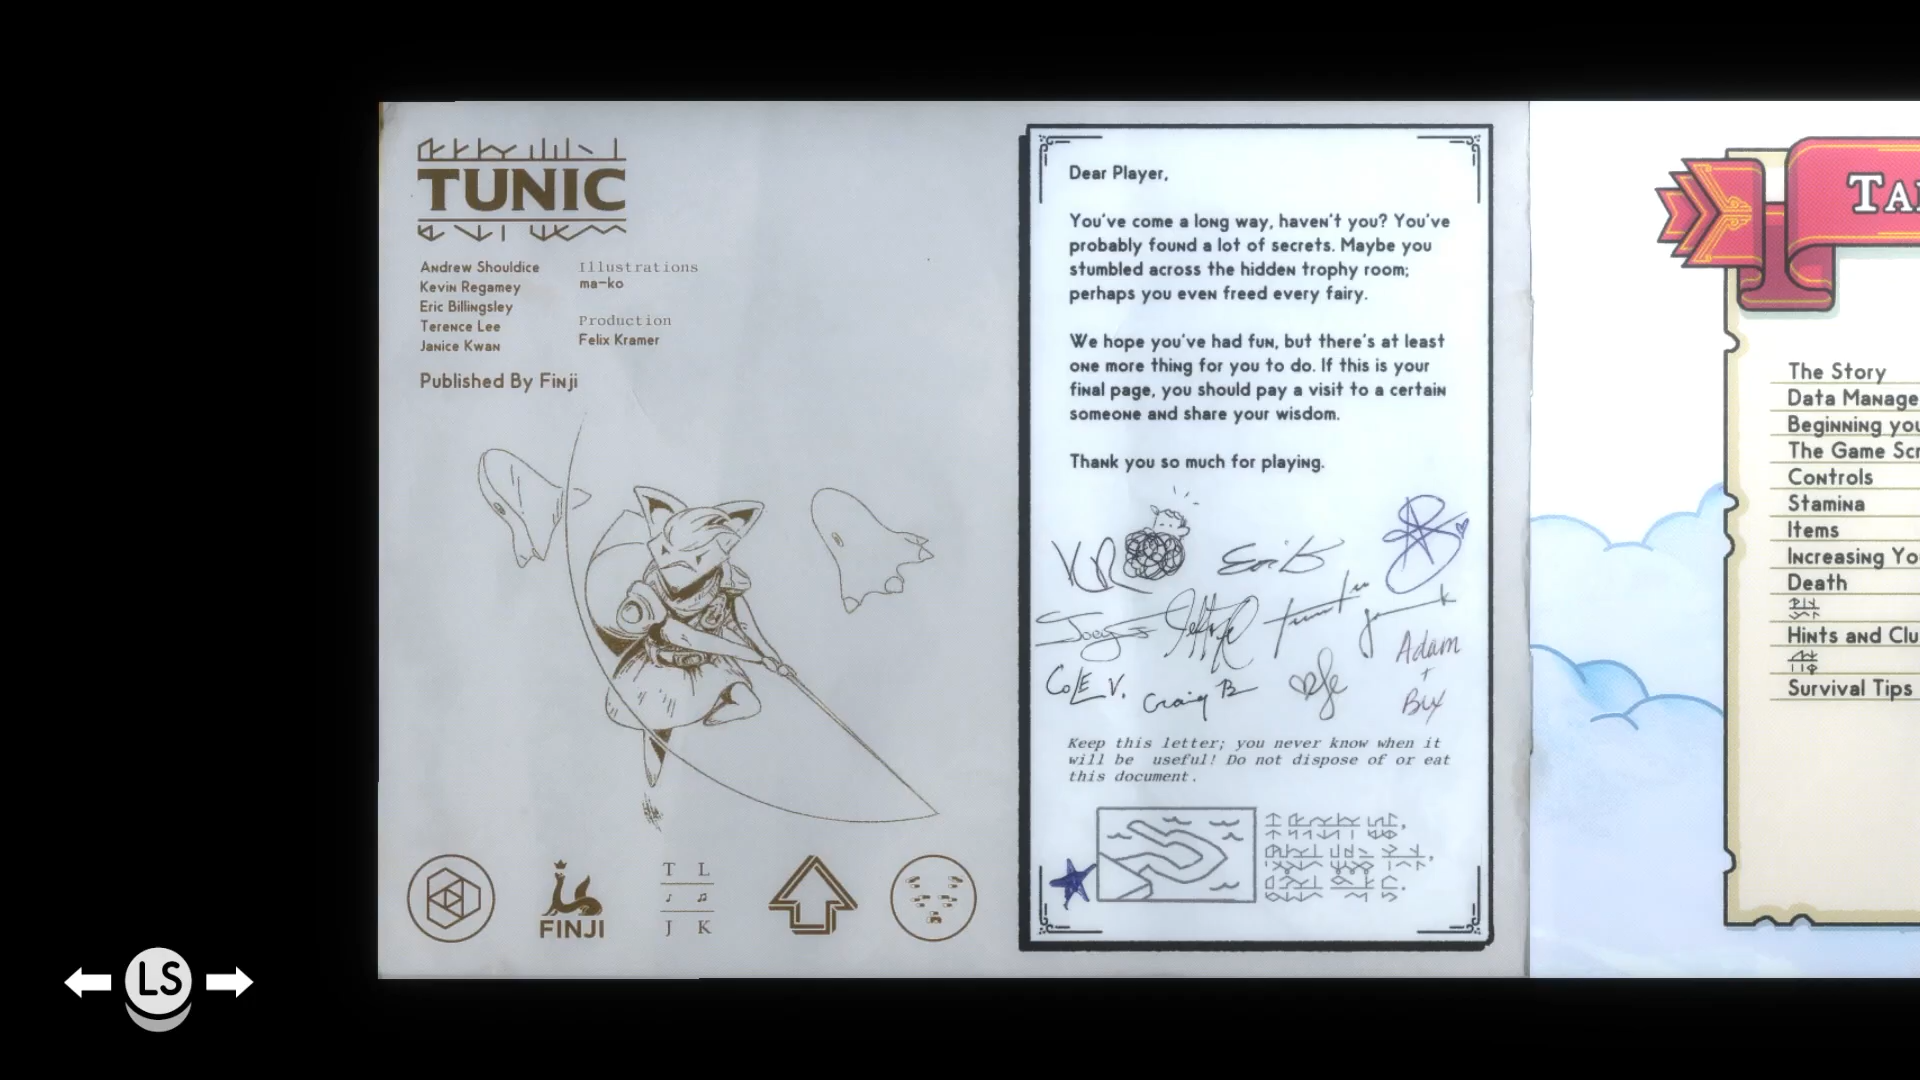 TUNIC
Andrew Shouldice
Kevin Regamey
Eric Billingsley
Terence Lee
Janice Kwan
Illustrations
ma-ko
Production
Felix Kramer
Published By Finji
FINJI
T L
J K
Dear Player,
You've come a long way, haven't you? You've
probably found a lot of secrets. Maybe you
stumbled across the hidden trophy room;
perhaps you even freed every fairy.
We hope you've had fun, but there's at least
one more thing for you to do. If this is your
final page, you should pay a visit to a certain
someone and share your wisdom.
Thank you so much for playing.
KR
Eric B
Joey
Adam
+
Bux
Cole V.
Craig B
Keep this letter; you never know when it
will be useful! Do not dispose of or eat
this document.
The Story
Data Manage
Beginning you
The Game Scr
Controls
Stamina
Items
Increasing Yo
Death
Hints and Clu
Survival Tips
LS